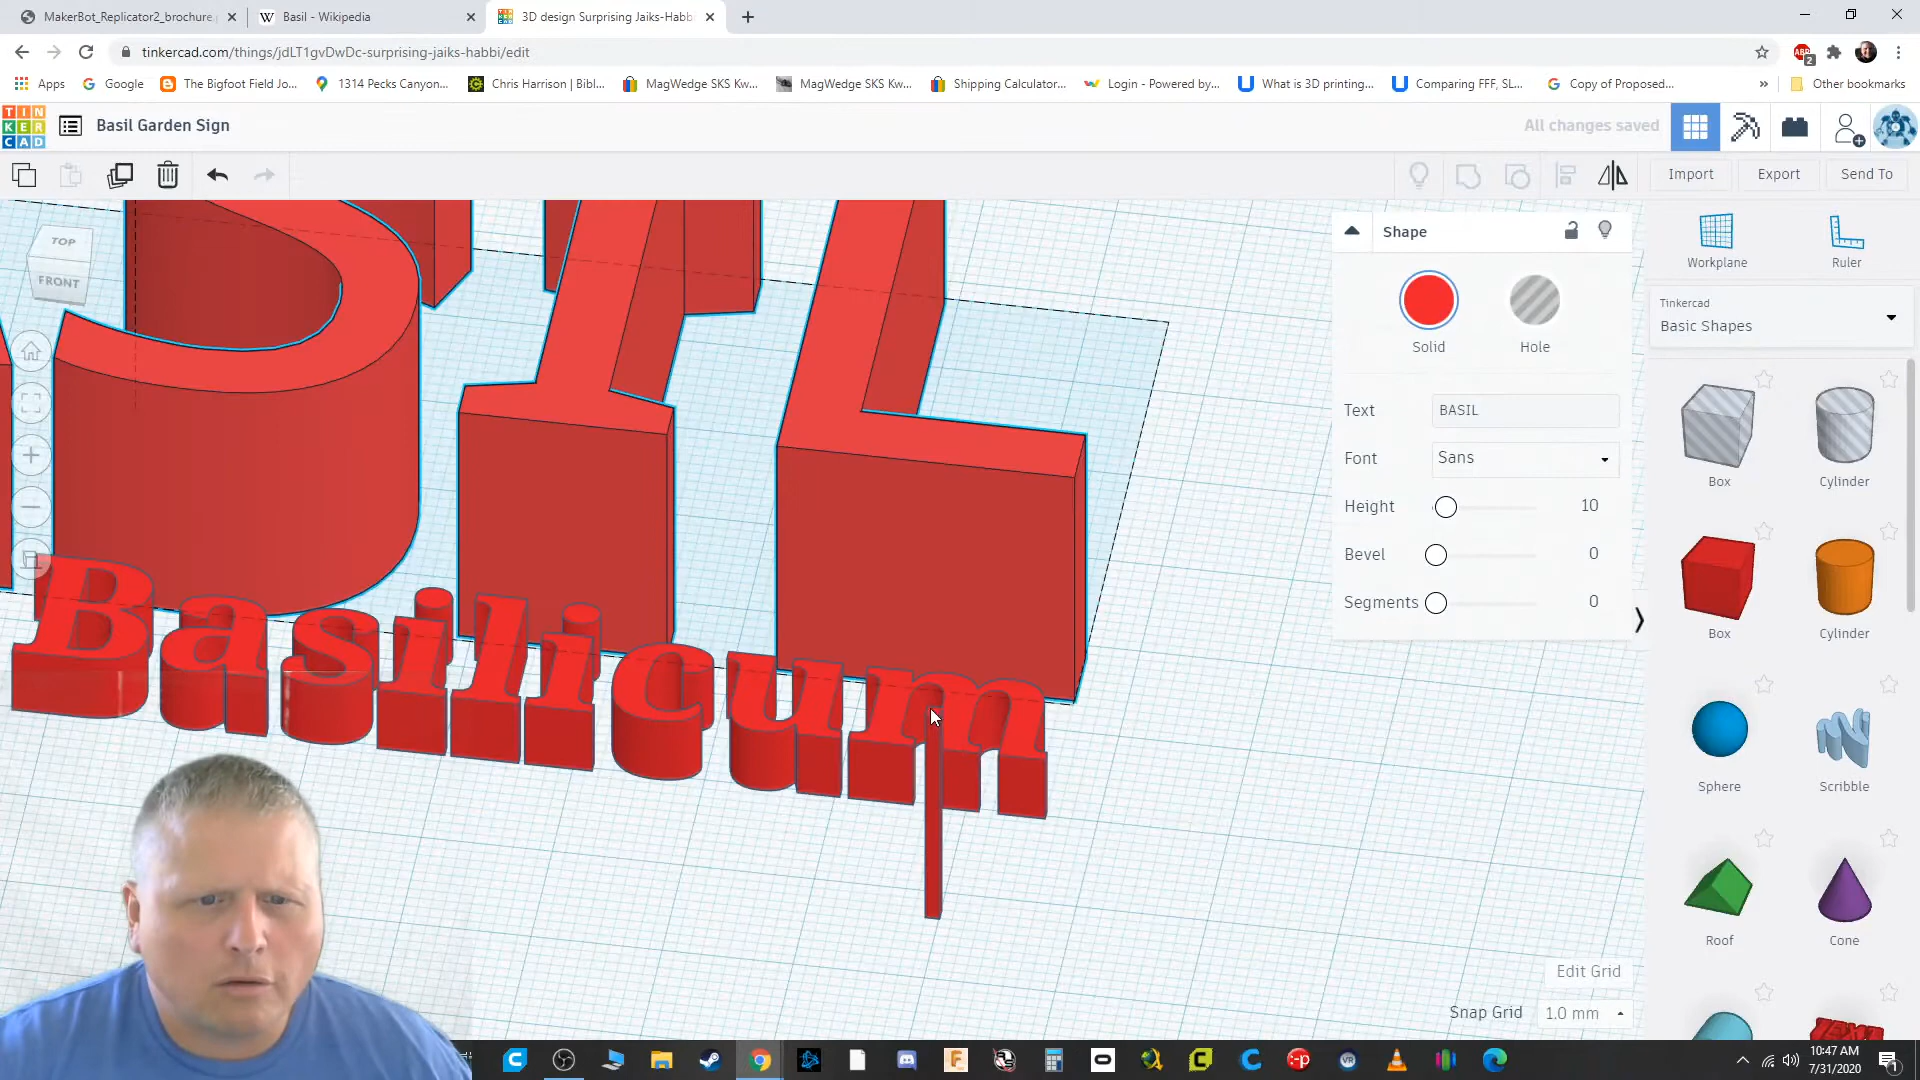 MakerBot_Replicator2_brochure.p
Basil - Wikipedia
3D design Surprising Jaiks-Habbi
tinkercad.com/things/jdLT1gvDwDc-surprising-jaiks-habbi/edit
Apps
Google
The Bigfoot Field Jo...
1314 Pecks Canyon...
Chris Harrison | Bibl...
MagWedge SKS Kw...
MagWedge SKS Kw...
Shipping Calculator...
Login - Powered by...
What is 3D printing...
Comparing FFF, SL...
Copy of Proposed...
Other bookmarks
TIN
KER
CAD
Basil Garden Sign
All changes saved
Import
Export
Send To
TOP
FRONT
Shape
Solid
Hole
Text
BASIL
Font
Sans
Height
10
Bevel
0
Segments
0
Workplane
Ruler
Tinkercad
Basic Shapes
Box
Cylinder
Box
Cylinder
Sphere
Scribble
Roof
Cone
TEXT
SIL
Basilicum
Edit Grid
Snap Grid
1.0 mm
10:47 AM
7/31/2020